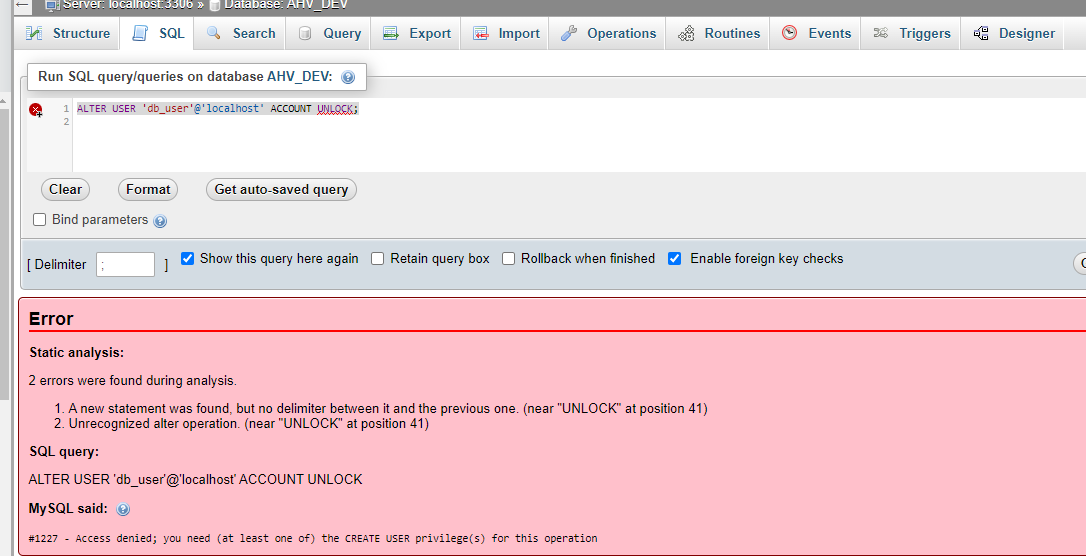 Server: localhost:3306 » Database: AHV_DEV
Structure SQL Search Query Export Import Operations Routines Events Triggers Designer
Run SQL query/queries on database AHV_DEV:
1 ALTER USER 'db_user'@'localhost' ACCOUNT UNLOCK;
2
Clear Format Get auto-saved query
Bind parameters
[ Delimiter ; ] Show this query here again Retain query box Rollback when finished Enable foreign key checks
Error
Static analysis:
2 errors were found during analysis.
1. A new statement was found, but no delimiter between it and the previous one. (near "UNLOCK" at position 41)
2. Unrecognized alter operation. (near "UNLOCK" at position 41)
SQL query:
ALTER USER 'db_user'@'localhost' ACCOUNT UNLOCK
MySQL said:
#1227 - Access denied; you need (at least one of) the CREATE USER privilege(s) for this operation